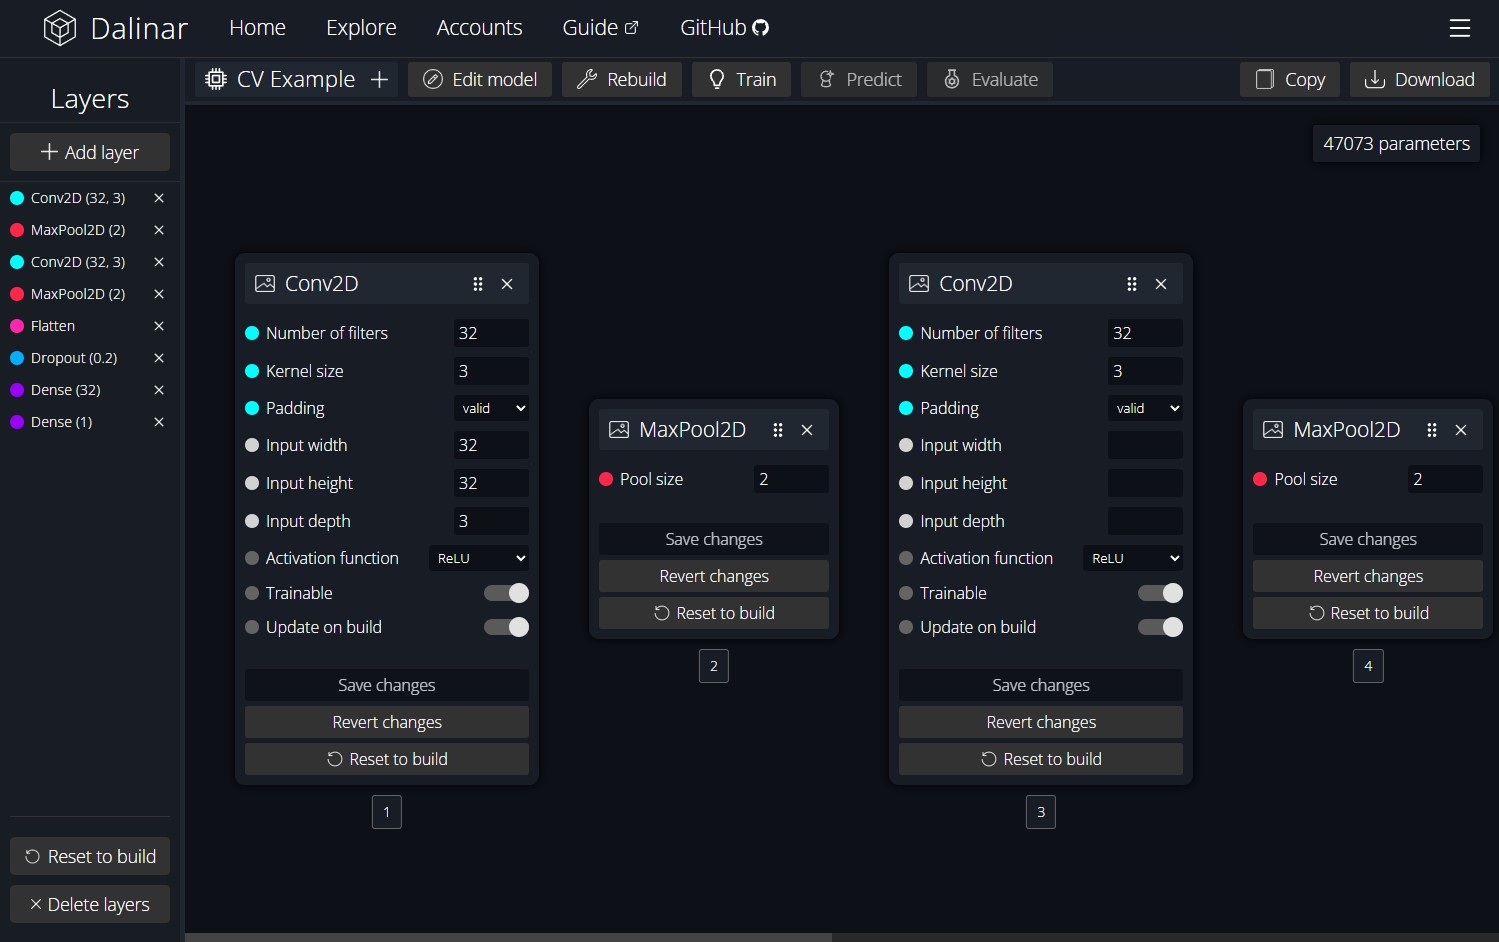 Dalinar Home Explore Accounts Guide GitHub
Layers
CV Example Edit model Rebuild Train Predict Evaluate Copy Download
Add layer
Conv2D (32, 3)
MaxPool2D (2)
Conv2D (32, 3)
MaxPool2D (2)
Flatten
Dropout (0.2)
Dense (32)
Dense (1)
Reset to build
Delete layers
47073 parameters
Conv2D
Number of filters 32
Kernel size 3
Padding valid
Input width 32
Input height 32
Input depth 3
Activation function ReLU
Trainable
Update on build
Save changes
Revert changes
Reset to build
1
MaxPool2D
Pool size 2
Save changes
Revert changes
Reset to build
2
Conv2D
Number of filters 32
Kernel size 3
Padding valid
Input width
Input height
Input depth
Activation function ReLU
Trainable
Update on build
Save changes
Revert changes
Reset to build
3
MaxPool2D
Pool size 2
Save changes
Revert changes
Reset to build
4